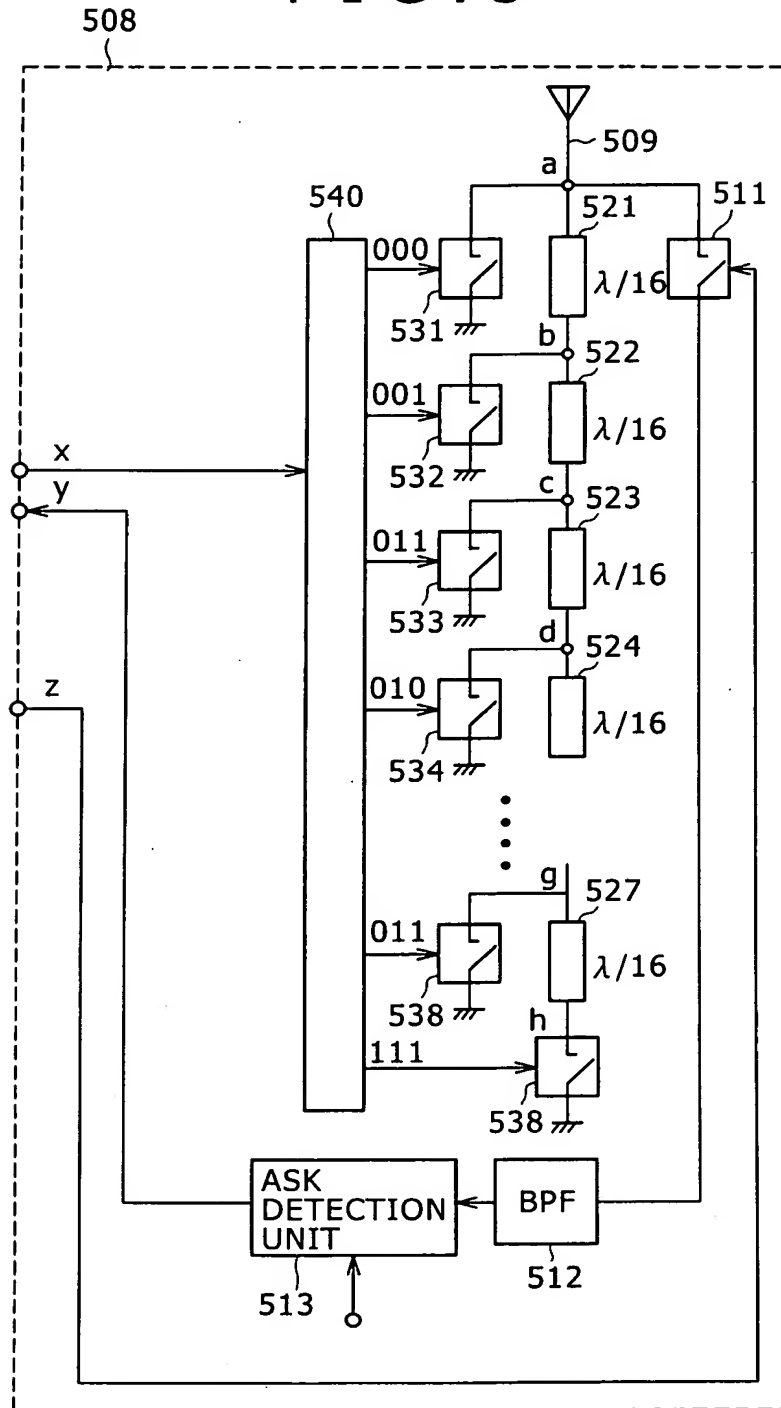 508
509
a
540
521
511
000
λ/16
531
b
522
001
λ/16
532
x
y
c
523
011
λ/16
533
d
524
z
010
λ/16
534
g
527
011
λ/16
538
h
111
538
ASK
DETECTION
UNIT
BPF
513
512